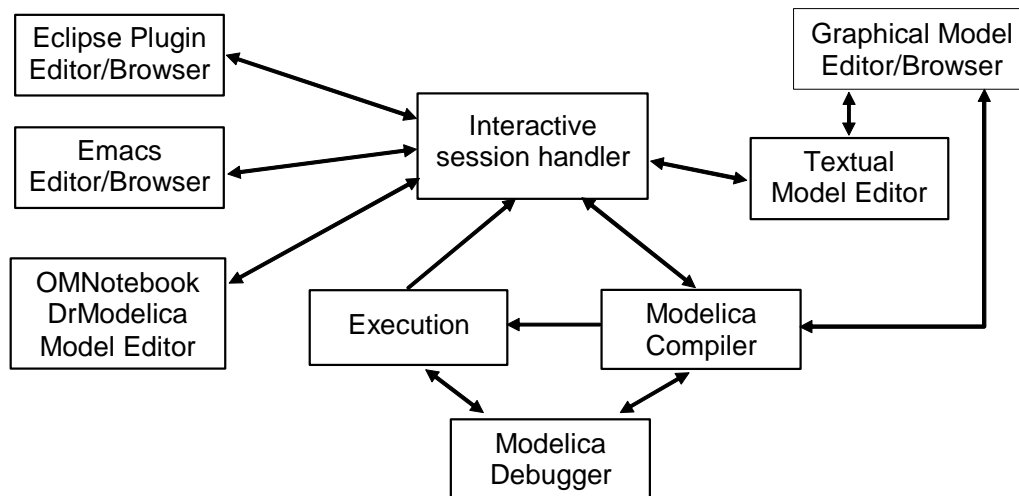 Eclipse Plugin
Editor/Browser
Graphical Model
Editor/Browser
Interactive
session handler
Emacs
Editor/Browser
Textual
Model Editor
OMNotebook
DrModelica
Model Editor
Execution
Modelica
Compiler
Modelica
Debugger